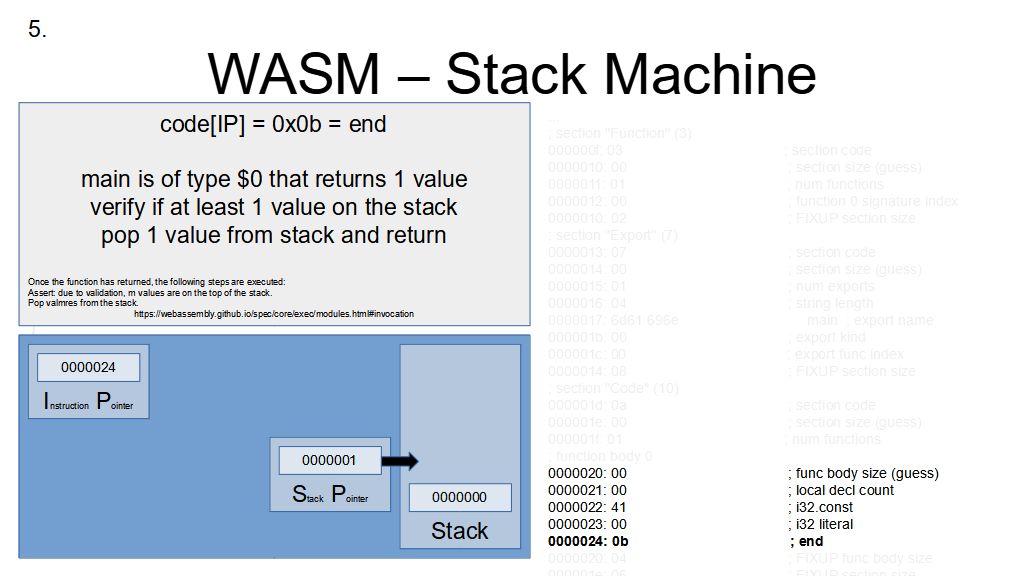 5.
WASM – Stack Machine
code[IP] = 0x0b = end
main is of type $0 that returns 1 value
verify if at least 1 value on the stack
pop 1 value from stack and return
Once the function has returned, the following steps are executed:
Assert: due to validation, m values are on the top of the stack.
Pop valmres from the stack.
https://webassembly.github.io/spec/core/exec/modules.html#invocation
0000024
Instruction Pointer
0000001
Stack Pointer
0000000
Stack
...
; section "Function" (3)
000000f: 03 ; section code
0000010: 00 ; section size (guess)
0000011: 01 ; num functions
0000012: 00 ; function 0 signature index
0000010: 02 ; FIXUP section size
; section "Export" (7)
0000013: 07 ; section code
0000014: 00 ; section size (guess)
0000015: 01 ; num exports
0000016: 04 ; string length
0000017: 6d61 696e main ; export name
000001b: 00 ; export kind
000001c: 00 ; export func index
0000014: 08 ; FIXUP section size
; section "Code" (10)
000001d: 0a ; section code
000001e: 00 ; section size (guess)
000001f: 01 ; num functions
; function body 0
0000020: 00 ; func body size (guess)
0000021: 00 ; local decl count
0000022: 41 ; i32.const
0000023: 00 ; i32 literal
0000024: 0b ; end
0000020: 04 ; FIXUP func body size
000001e: 06 ; FIXUP section size